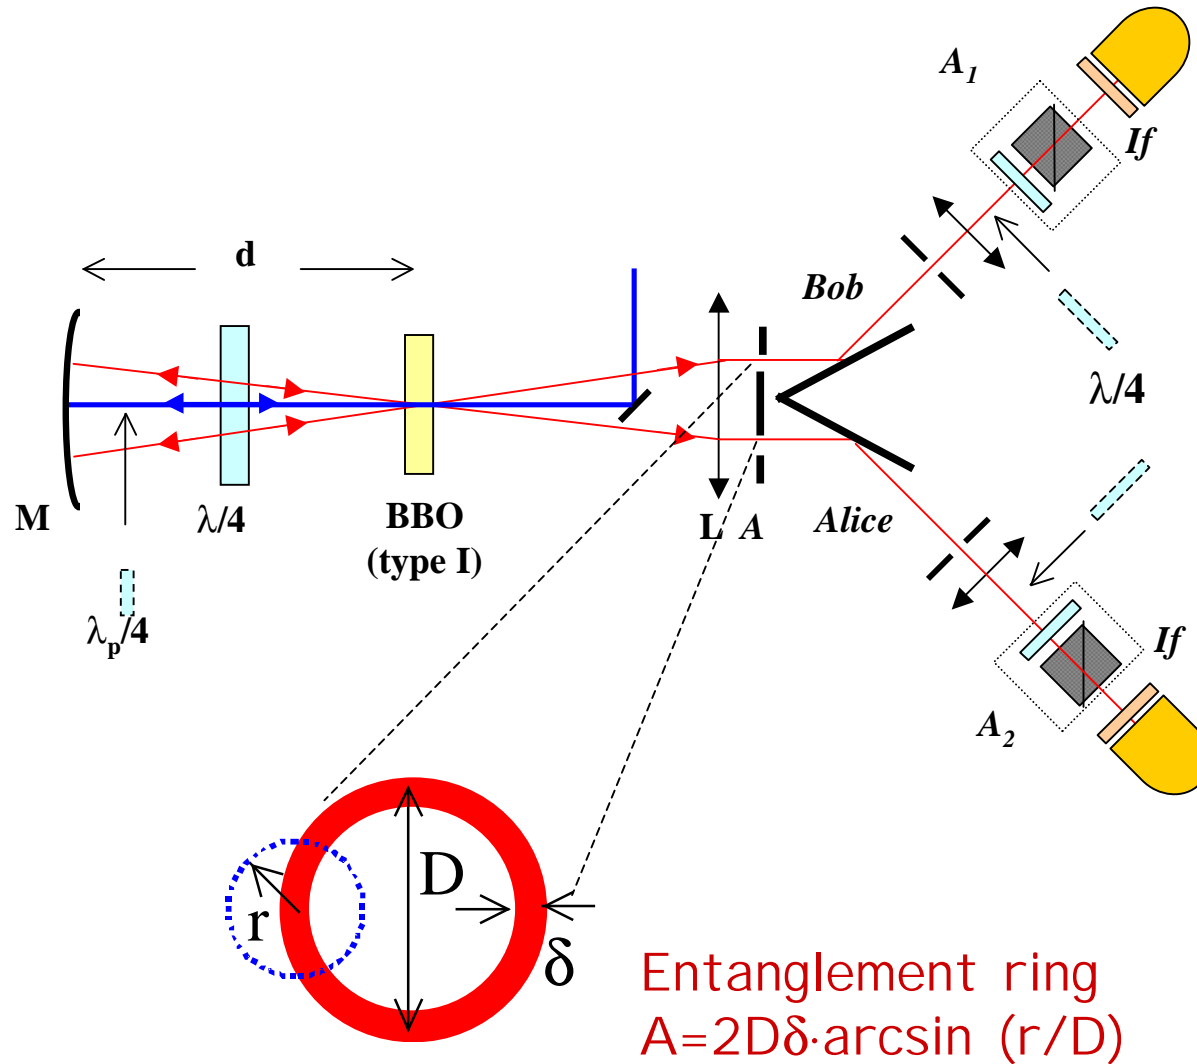 A₁
If
d
Bob
λ/4
M
λ/4
BBO
(type I)
L A
Alice
λₚ/4
If
A₂
D
r
δ
Entanglement ring
A=2Dδ·arcsin (r/D)